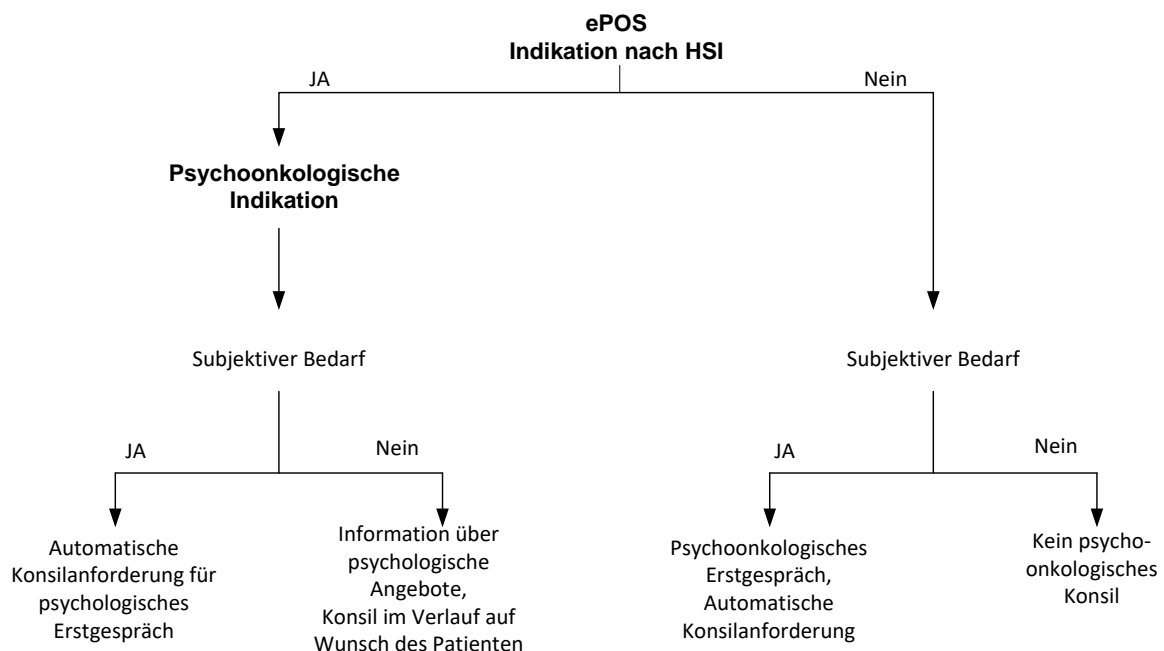 ePOS
Indikation nach HSI
JA
Nein
Psychoonkologische
Indikation
Subjektiver Bedarf
Subjektiver Bedarf
JA
Nein
JA
Nein
Automatische
Konsilanforderung für
psychologisches
Erstgespräch
Information über
psychologische
Angebote,
Konsil im Verlauf auf
Wunsch des Patienten
Psychoonkologisches
Erstgespräch,
Automatische
Konsilanforderung
Kein psycho-
onkologisches
Konsil